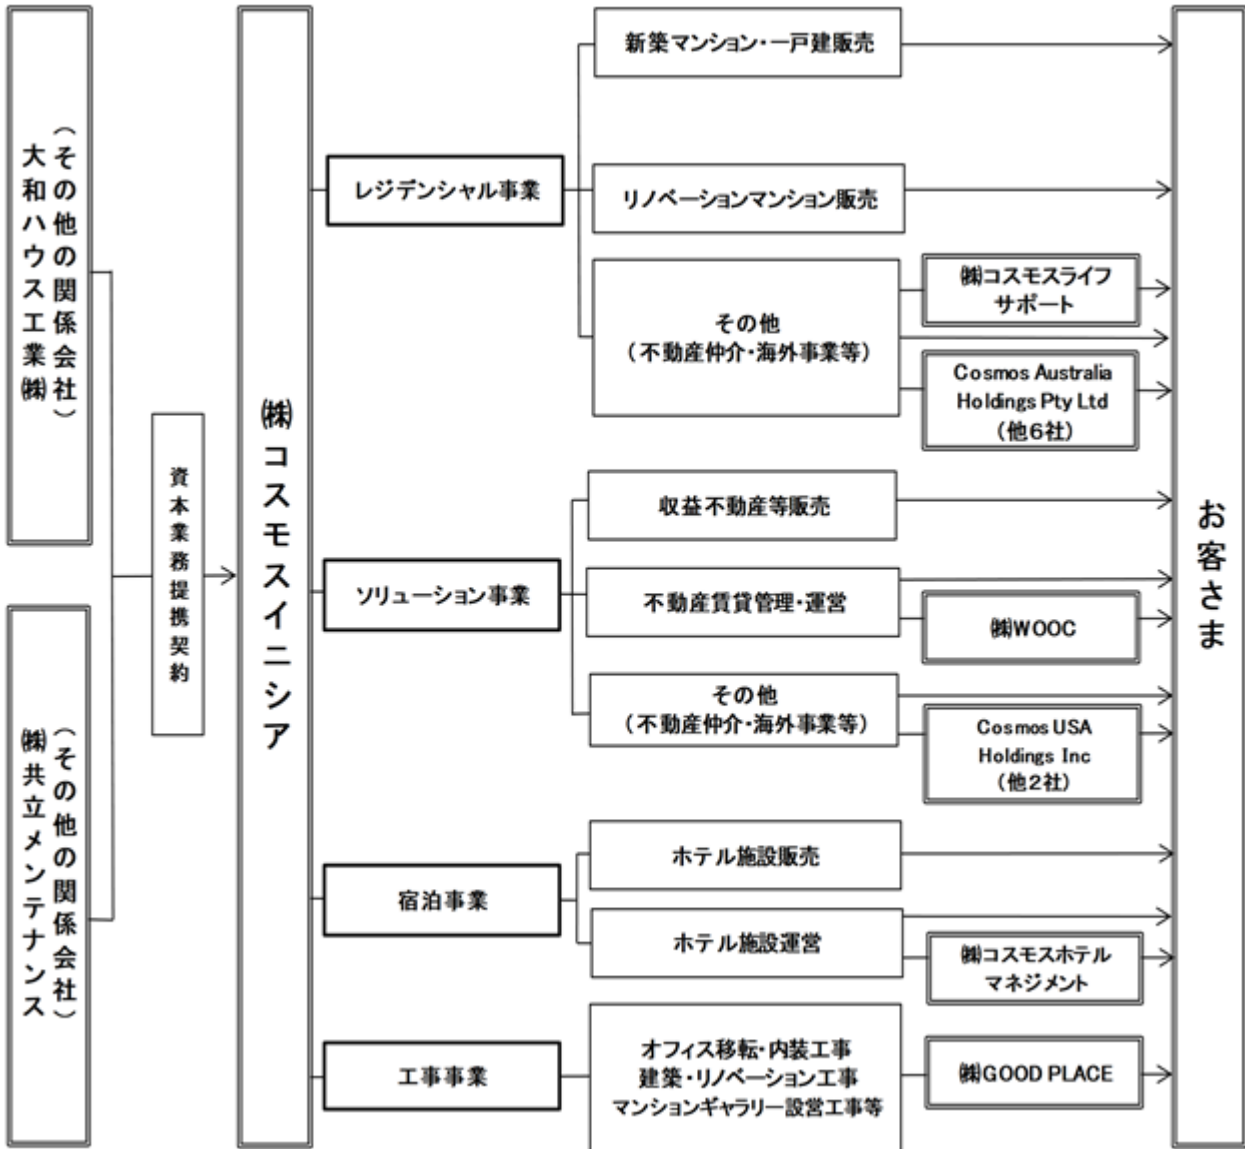 （その他の関係会社）
大和ハウス工業㈱
（その他の関係会社）
㈱共立メンテナンス
資本業務提携契約
㈱コスモスイニシア
レジデンシャル事業
新築マンション・一戸建販売
リノベーションマンション販売
その他
（不動産仲介・海外事業等）
㈱コスモスライフ
サポート
Cosmos Australia
Holdings Pty Ltd
（他６社）
ソリューション事業
収益不動産等販売
不動産賃貸管理・運営
㈱WOOC
その他
（不動産仲介・海外事業等）
Cosmos USA
Holdings Inc
（他２社）
宿泊事業
ホテル施設販売
ホテル施設運営
㈱コスモスホテル
マネジメント
工事事業
オフィス移転・内装工事
建築・リノベーション工事
マンションギャラリー設営工事等
㈱GOOD PLACE
お客さま